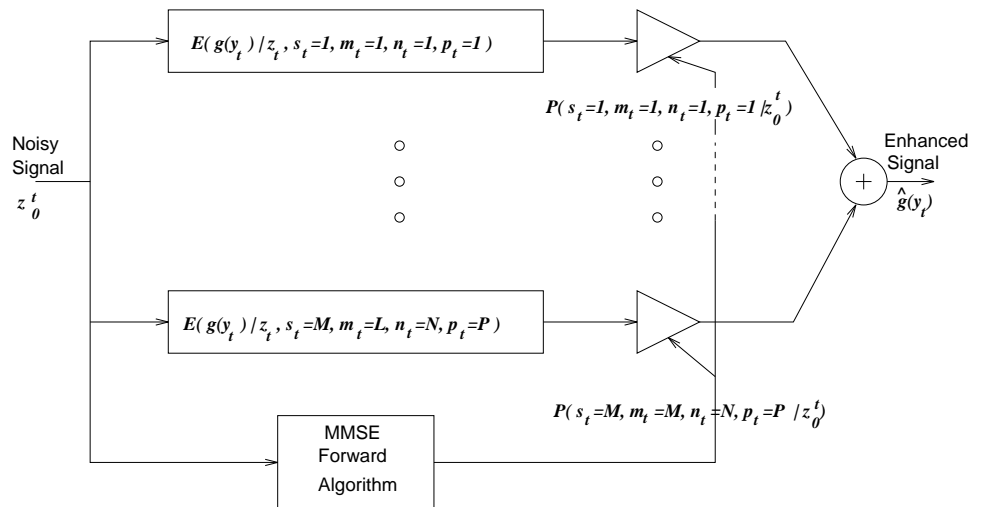 E( g(y_t) / z_t, s_t=1, m_t=1, n_t=1, p_t=1 )
P( s_t=1, m_t=1, n_t=1, p_t=1 / z_0^t )
Noisy
Signal
z_0^t
Enhanced
Signal
+
ĝ(y_t)
E( g(y_t) / z_t, s_t=M, m_t=L, n_t=N, p_t=P )
P( s_t=M, m_t=M, n_t=N, p_t=P / z_0^t )
MMSE
Forward
Algorithm